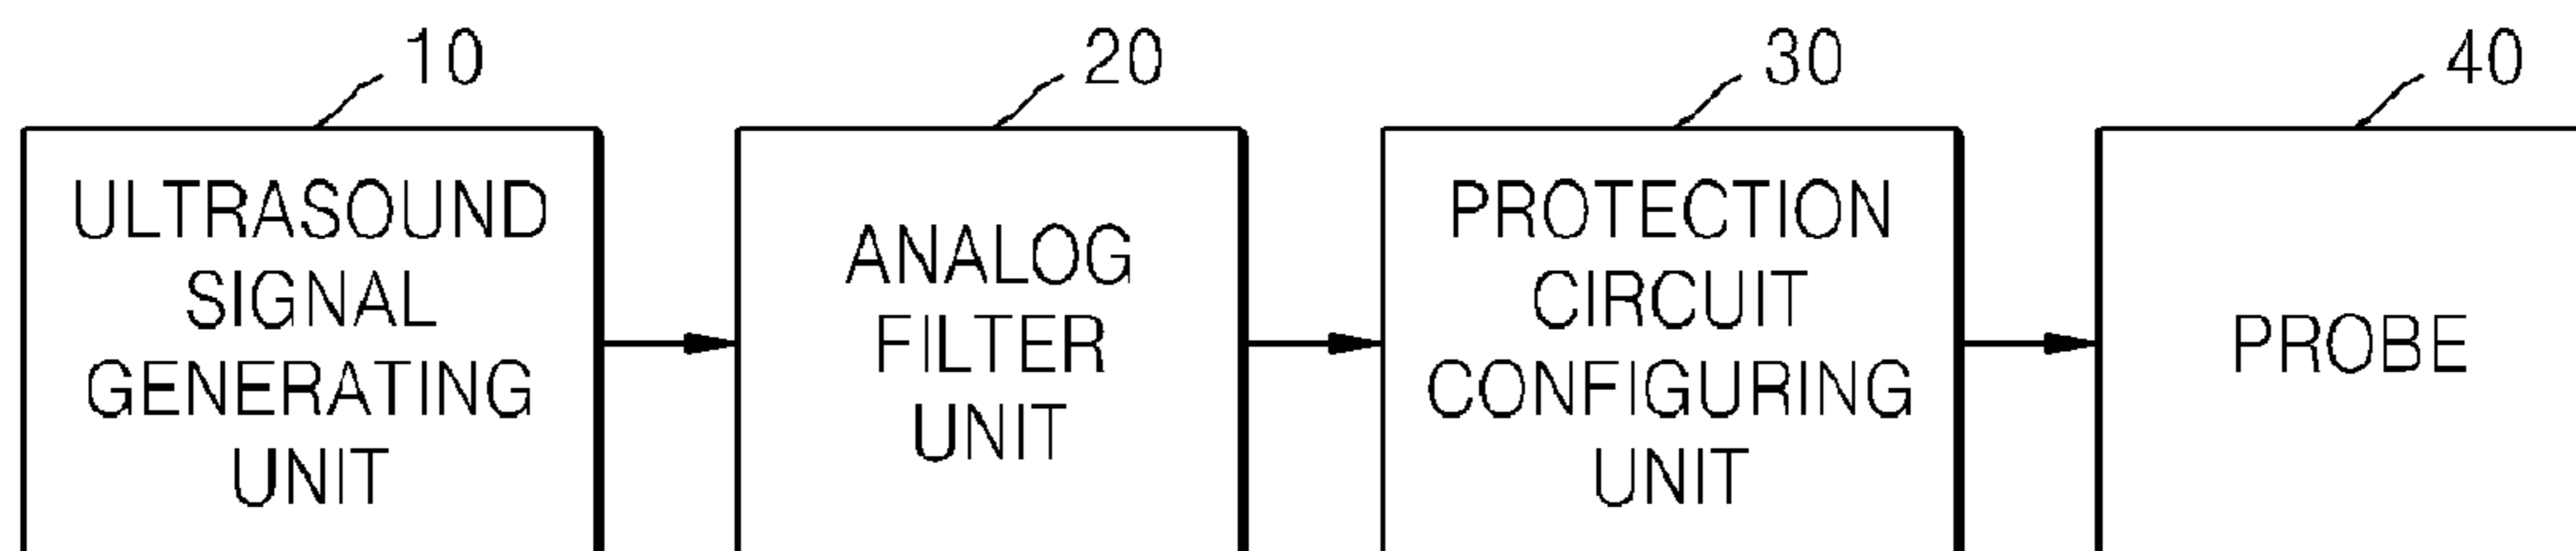 10
20
30
40
ULTRASOUND
SIGNAL
GENERATING
UNIT
ANALOG
FILTER
UNIT
PROTECTION
CIRCUIT
CONFIGURING
UNIT
PROBE